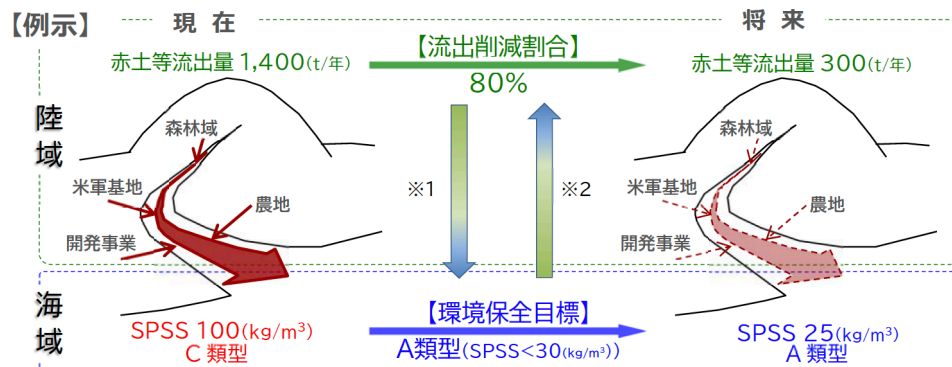 【例示】
現 在
将 来
赤土等流出量 1,400(t/年)
【流出削減割合】
80%
赤土等流出量 300(t/年)
陸域
森林域
米軍基地
農地
開発事業
※1
※2
森林域
米軍基地
農地
開発事業
海域
SPSS 100(kg/m³)
C 類型
【環境保全目標】
A類型(SPSS<30(kg/m³))
SPSS 25(kg/m³)
A 類型